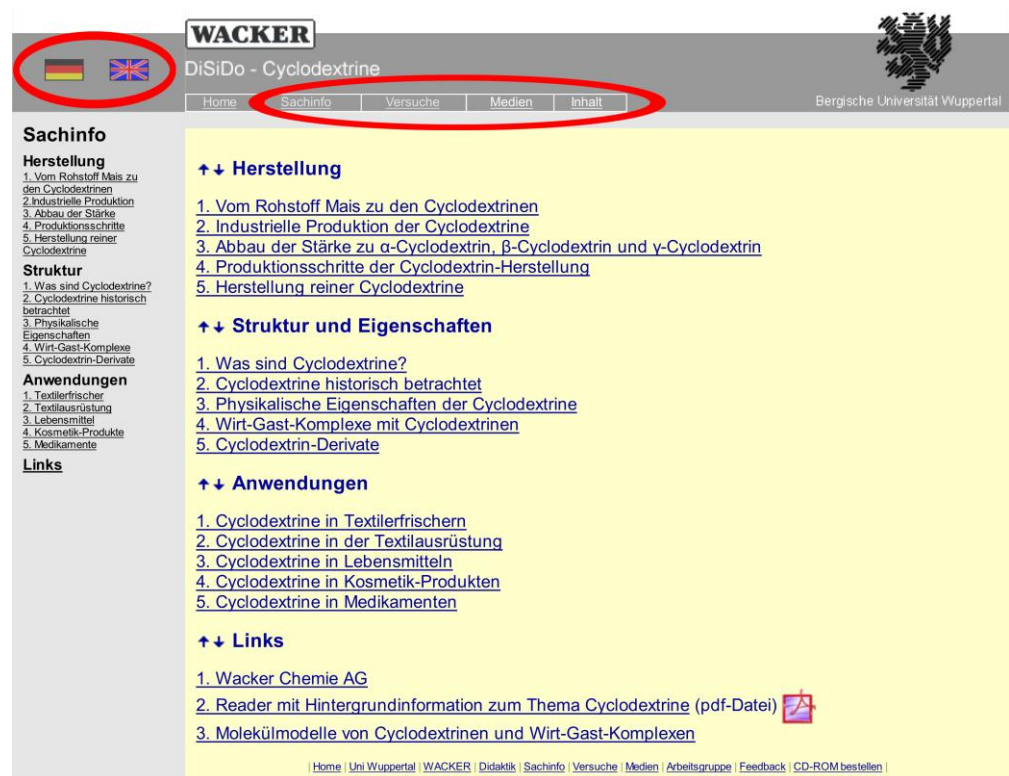 WACKER
DiSiDo - Cyclodextrine
Home Sachinfo Versuche Medien Inhalt
Bergische Universität Wuppertal
Sachinfo
Herstellung
1. Vom Rohstoff Mais zu
den Cyclodextrinen
2.Industrielle Produktion
3. Abbau der Stärke
4. Produktionsschritte
5. Herstellung reiner
Cyclodextrine
Struktur
1. Was sind Cyclodextrine?
2. Cyclodextrine historisch
betrachtet
3. Physikalische
Eigenschaften
4. Wirt-Gast-Komplexe
5. Cyclodextrin-Derivate
Anwendungen
1. Textilerfrischer
2. Textilausrüstung
3. Lebensmittel
4. Kosmetik-Produkte
5. Medikamente
Links
Herstellung
1. Vom Rohstoff Mais zu den Cyclodextrinen
2. Industrielle Produktion der Cyclodextrine
3. Abbau der Stärke zu α-Cyclodextrin, β-Cyclodextrin und γ-Cyclodextrin
4. Produktionsschritte der Cyclodextrin-Herstellung
5. Herstellung reiner Cyclodextrine
Struktur und Eigenschaften
1. Was sind Cyclodextrine?
2. Cyclodextrine historisch betrachtet
3. Physikalische Eigenschaften der Cyclodextrine
4. Wirt-Gast-Komplexe mit Cyclodextrinen
5. Cyclodextrin-Derivate
Anwendungen
1. Cyclodextrine in Textilerfrischern
2. Cyclodextrine in der Textilausrüstung
3. Cyclodextrine in Lebensmitteln
4. Cyclodextrine in Kosmetik-Produkten
5. Cyclodextrine in Medikamenten
Links
1. Wacker Chemie AG
2. Reader mit Hintergrundinformation zum Thema Cyclodextrine (pdf-Datei)
3. Molekülmodelle von Cyclodextrinen und Wirt-Gast-Komplexen
| Home | Uni Wuppertal | WACKER | Didaktik | Sachinfo | Versuche | Medien | Arbeitsgruppe | Feedback | CD-ROM bestellen |